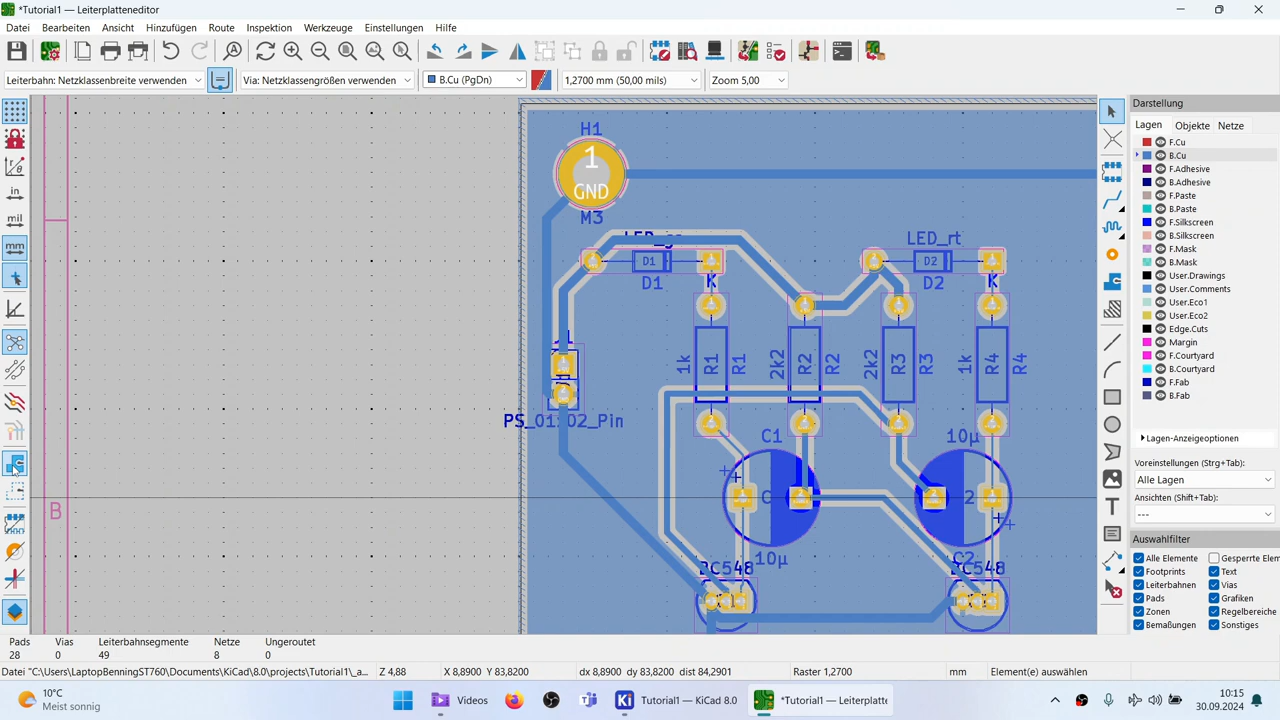 *Tutorial1 — Leiterplatteneditor
Datei Bearbeiten Ansicht Hinzufügen Route Inspektion Werkzeuge Einstellungen Hilfe
Leiterbahn: Netzklassenbreite verwenden Via: Netzklassengrößen verwenden B.Cu (PgDn) 1,2700 mm (50,00 mils) Zoom 5,00
in
mil
mm
B
H1
1
GND
M3
D1
D1
K
LED_rt
D2
D2
K
1k R1 R1
2k2 R2 R2
2k2 R3 R3
1k R4 R4
C1
10µ
10µ
C2
BC548
Darstellung
Lagen Objekte Netze
F.Cu
B.Cu
F.Adhesive
B.Adhesive
F.Paste
B.Paste
F.Silkscreen
B.Silkscreen
F.Mask
B.Mask
User.Drawings
User.Comments
User.Eco1
User.Eco2
Edge.Cuts
Margin
F.Courtyard
B.Courtyard
F.Fab
B.Fab
Lagen-Anzeigeoptionen
Voreinstellungen (Strg+Tab):
Alle Lagen
Ansichten (Shift+Tab):
---
Auswahlfilter
Alle Elemente Gesperrte Elem
Footprints Text
Leiterbahnen Vias
Pads Grafiken
Zonen Regelbereiche
Bemaßungen Sonstiges
Pads Vias Leiterbahnsegmente Netze Ungeroutet
28 0 49 8 0
Datei "C:\Users\LaptopBenningST760\Documents\KiCad\8.0\projects\Tutorial1\_a... Z 4,88 X 8,8900 Y 83,8200 dx 8,8900 dy 83,8200 dist 84,2901 Raster 1,2700 mm Element(e) auswählen
10°C
Meist sonnig
Videos
Tutorial1 — KiCad 8.0
*Tutorial1 — Leiterplatte
10:15
30.09.2024